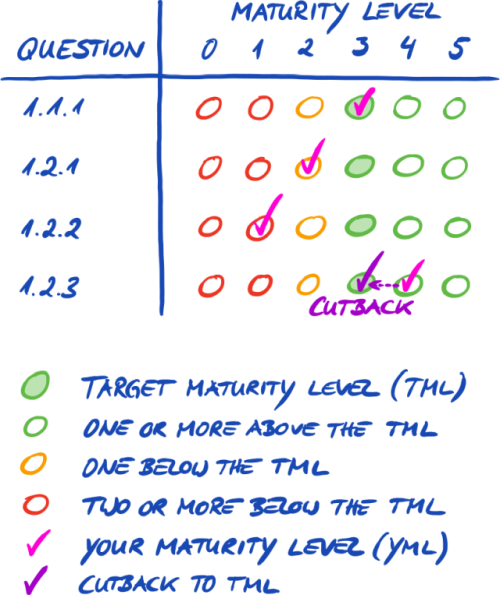 MATURITY LEVEL
QUESTION 0 1 2 3 4 5
1.1.1
1.2.1
1.2.2
1.2.3
CUTBACK
TARGET MATURITY LEVEL (TML)
ONE OR MORE ABOVE THE TML
ONE BELOW THE TML
TWO OR MORE BELOW THE TML
YOUR MATURITY LEVEL (YML)
CUTBACK TO TML